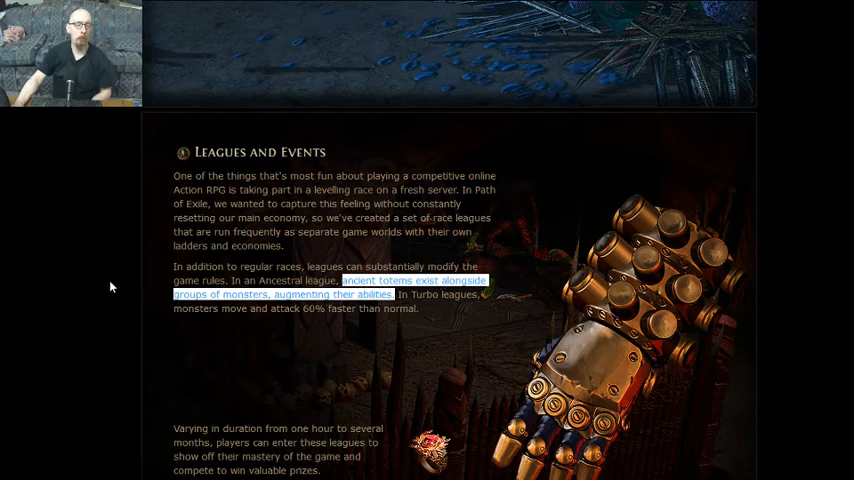 LEAGUES AND EVENTS
One of the things that's most fun about playing a competitive online
Action RPG is taking part in a levelling race on a fresh server. In Path
of Exile, we wanted to capture this feeling without constantly
resetting our main economy, so we've created a set of race leagues
that are run frequently as separate game worlds with their own
ladders and economies.
In addition to regular races, leagues can substantially modify the
game rules. In an Ancestral league, ancient totems exist alongside
groups of monsters, augmenting their abilities. In Turbo leagues,
monsters move and attack 60% faster than normal.
Varying in duration from one hour to several
months, players can enter these leagues to
show off their mastery of the game and
compete to win valuable prizes.